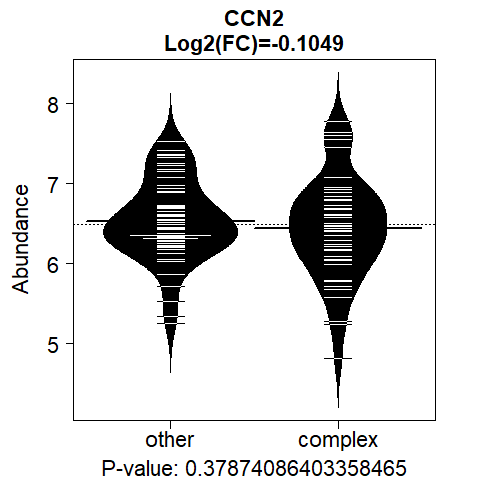 CCN2
Log2(FC)=-0.1049
Abundance
8
7
6
5
other complex
P-value: 0.37874086403358465